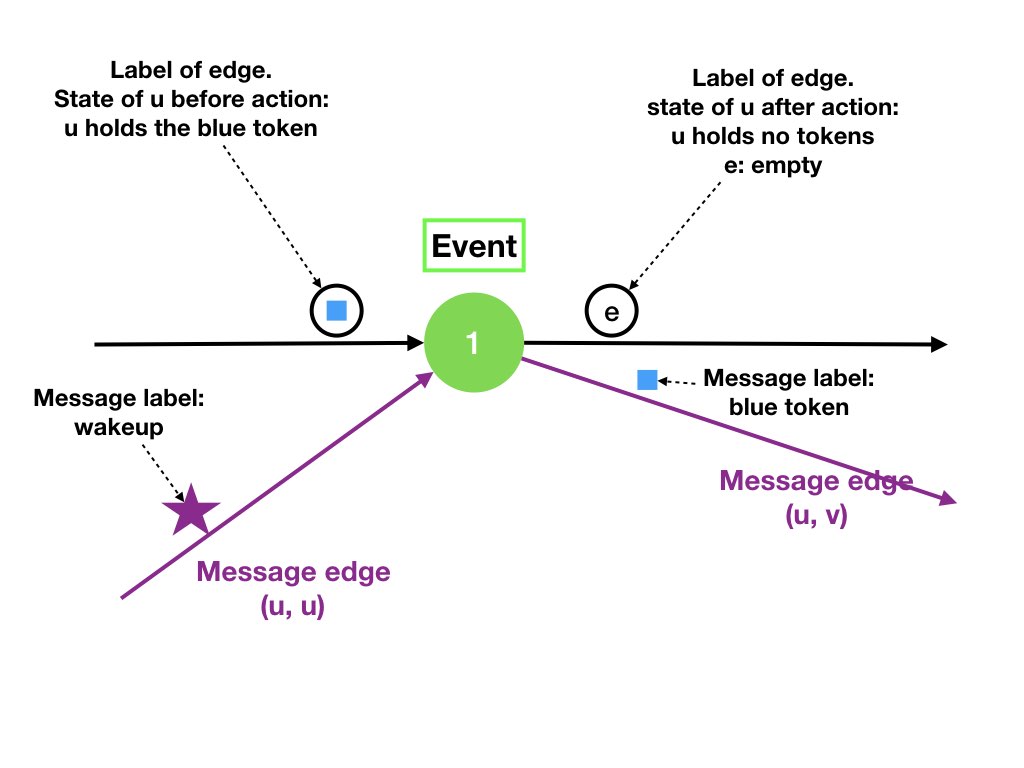 Label of edge.
State of u before action:
u holds the blue token
Label of edge.
state of u after action:
u holds no tokens
e: empty
Event
e
1
Message label:
blue token
Message label:
wakeup
Message edge
(u, v)
Message edge
(u, u)